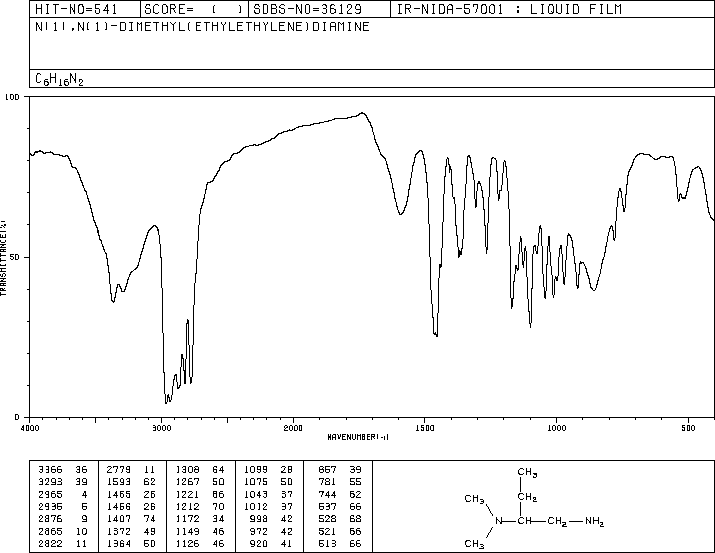 HIT-NO=541 SCORE= ( ) SDBS-NO=36129 IR-NIDA-57001 : LIQUID FILM
N(1),N(1)-DIMETHYL(ETHYLETHYLENE)DIAMINE
C6H16N2
100
50
0
TRANSMITTANCE(%)
4000 3000 2000 1500 1000 500
WAVENUMBER(-1)
3366 36 2779 11 1308 64 1099 28 857 39
3293 39 1593 62 1267 50 1075 50 781 55
2965 4 1465 26 1221 66 1043 37 744 62
2935 5 1456 26 1212 70 1012 37 537 66
2876 9 1407 74 1172 34 998 42 528 68
2865 10 1372 49 1149 46 972 42 521 66
2822 11 1364 50 1126 46 920 41 513 66
CH3
CH3 CH2
N CH CH2 NH2
CH3